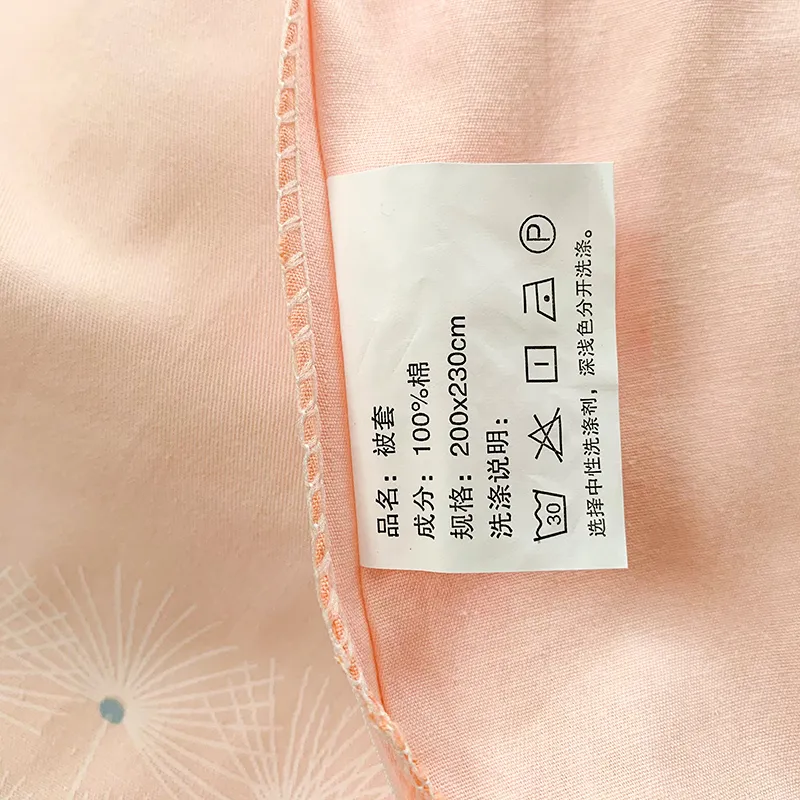 品名：被套
成分：100%棉
规格：200x230cm
洗涤说明：
30 P
选择中性洗涤剂，深浅色分开洗涤。